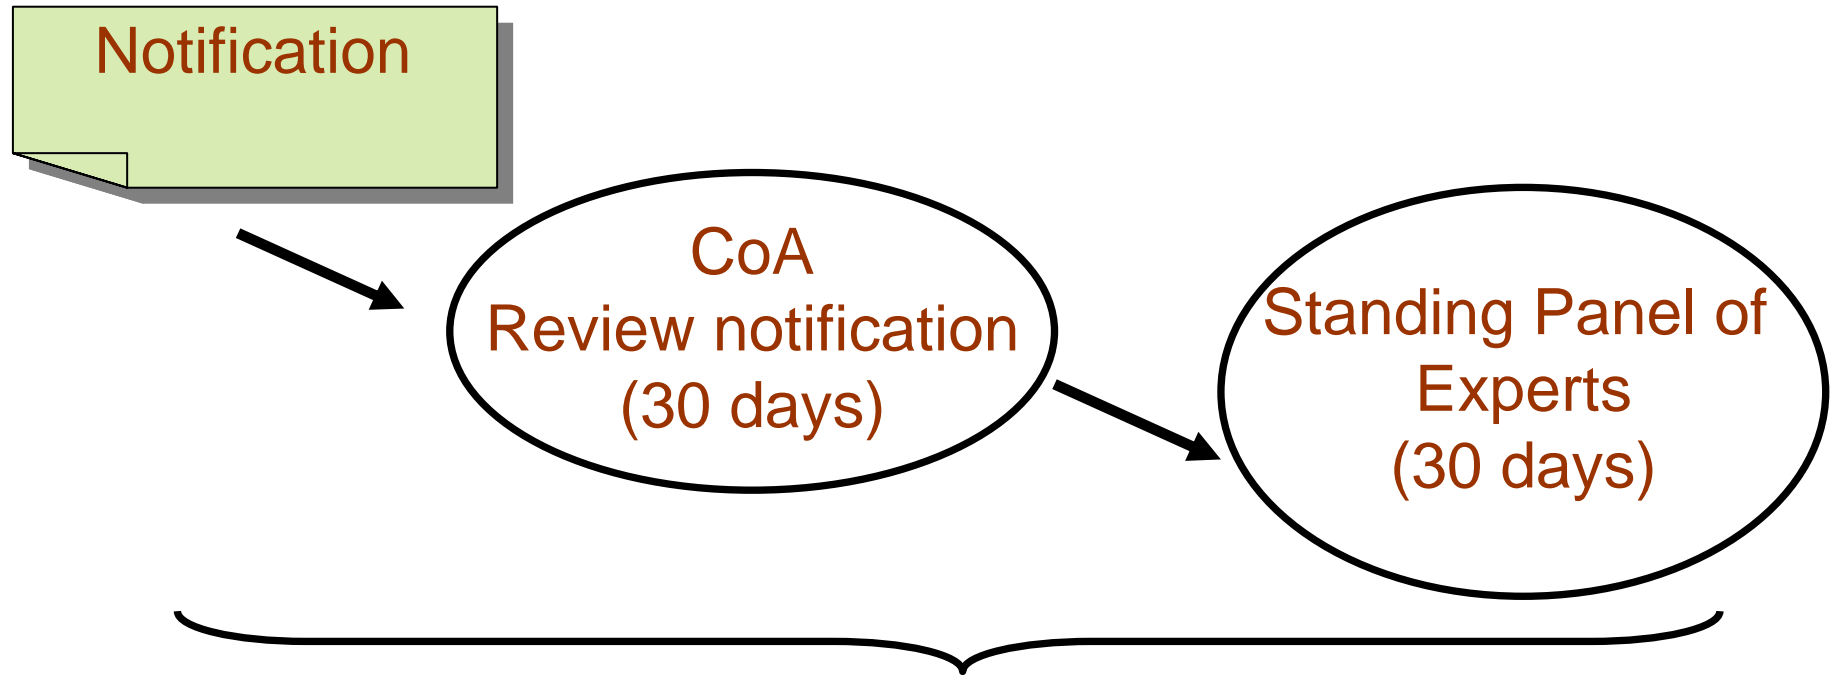 Notification
CoA
Review notification
(30 days)
Standing Panel of
Experts
(30 days)